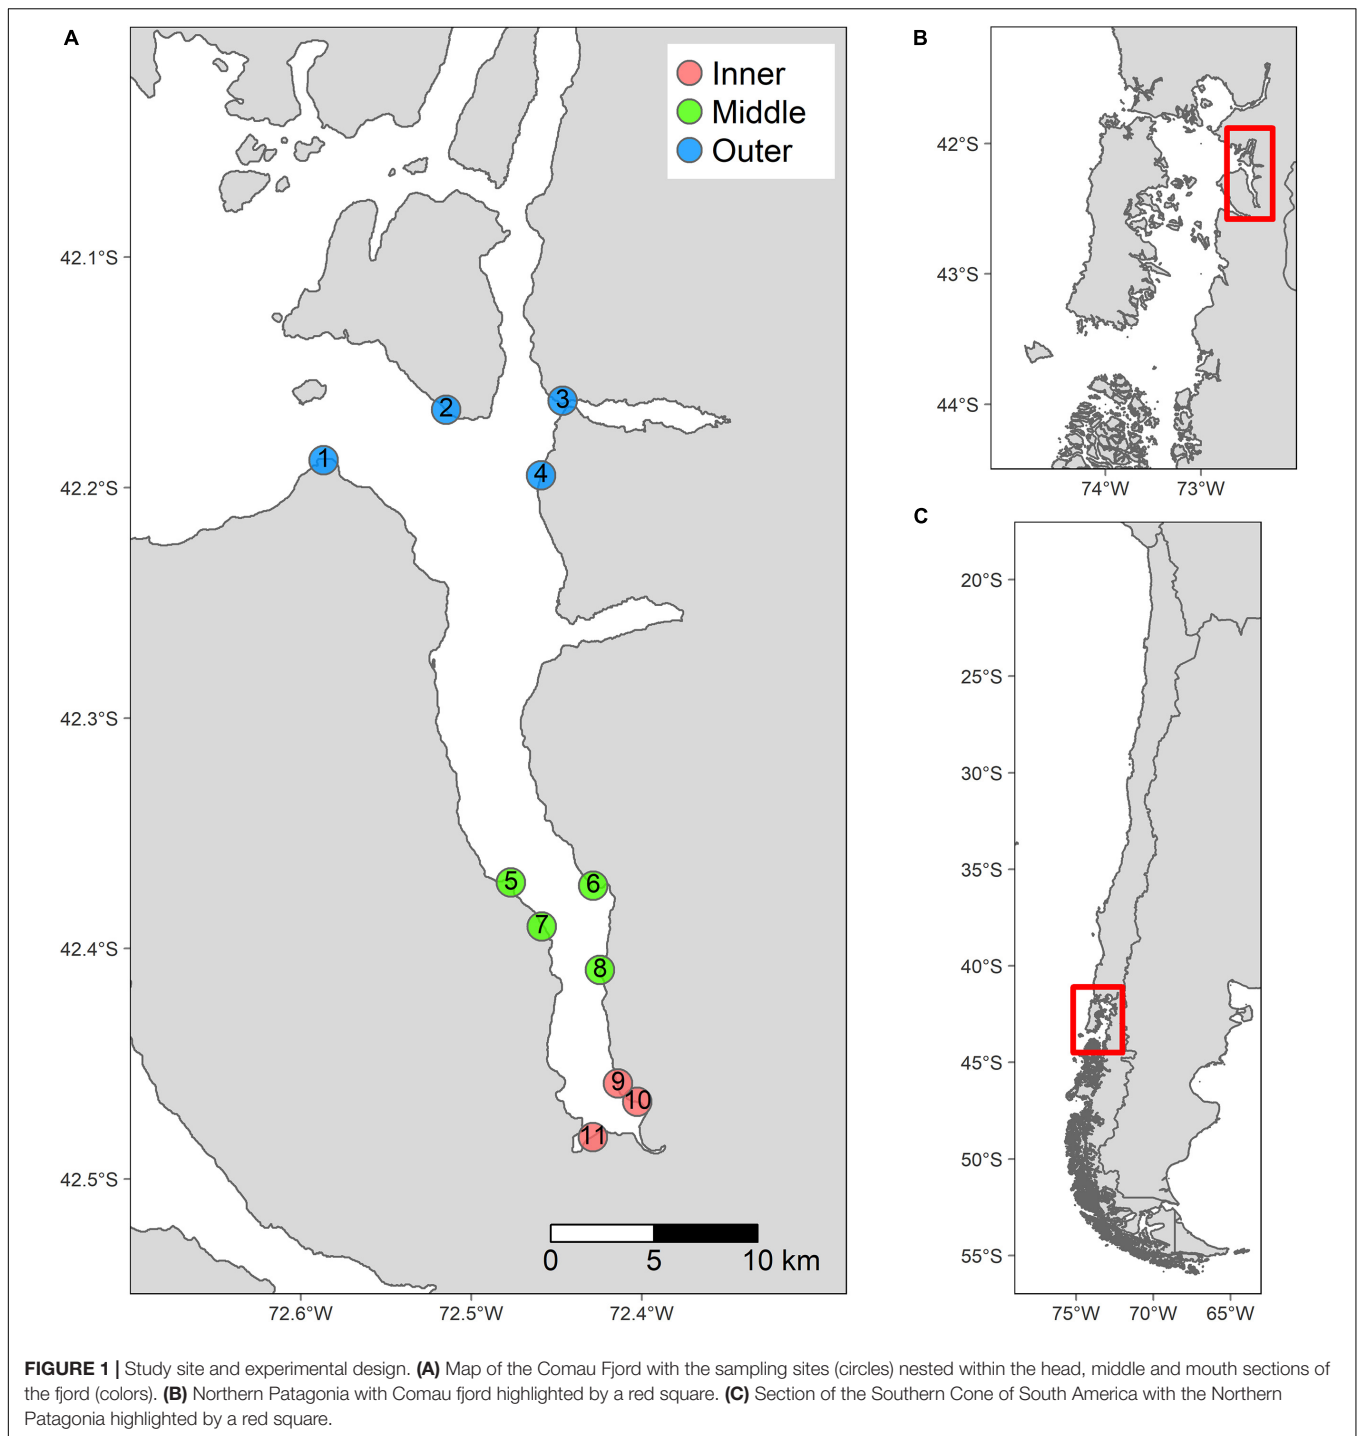 A
Inner
Middle
Outer
42.1°S
42.2°S
42.3°S
42.4°S
42.5°S
1
2
3
4
5
6
7
8
9
10
11
0 5 10 km
72.6°W 72.5°W 72.4°W
B
42°S
43°S
44°S
74°W 73°W
C
20°S
25°S
30°S
35°S
40°S
45°S
50°S
55°S
75°W 70°W 65°W
FIGURE 1 | Study site and experimental design. (A) Map of the Comau Fjord with the sampling sites (circles) nested within the head, middle and mouth sections of
the fjord (colors). (B) Northern Patagonia with Comau fjord highlighted by a red square. (C) Section of the Southern Cone of South America with the Northern
Patagonia highlighted by a red square.